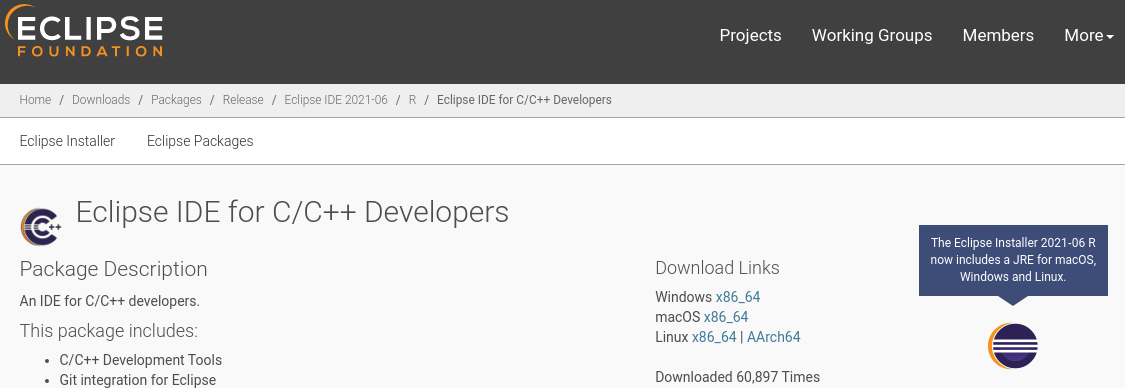 ECLIPSE
FOUNDATION
Projects Working Groups Members More
Home / Downloads / Packages / Release / Eclipse IDE 2021-06 / R / Eclipse IDE for C/C++ Developers
Eclipse Installer Eclipse Packages
C++
Eclipse IDE for C/C++ Developers
Package Description
An IDE for C/C++ developers.
This package includes:
• C/C++ Development Tools
• Git integration for Eclipse
Download Links
Windows x86_64
macOS x86_64
Linux x86_64 | AArch64
Downloaded 60,897 Times
The Eclipse Installer 2021-06 R
now includes a JRE for macOS,
Windows and Linux.